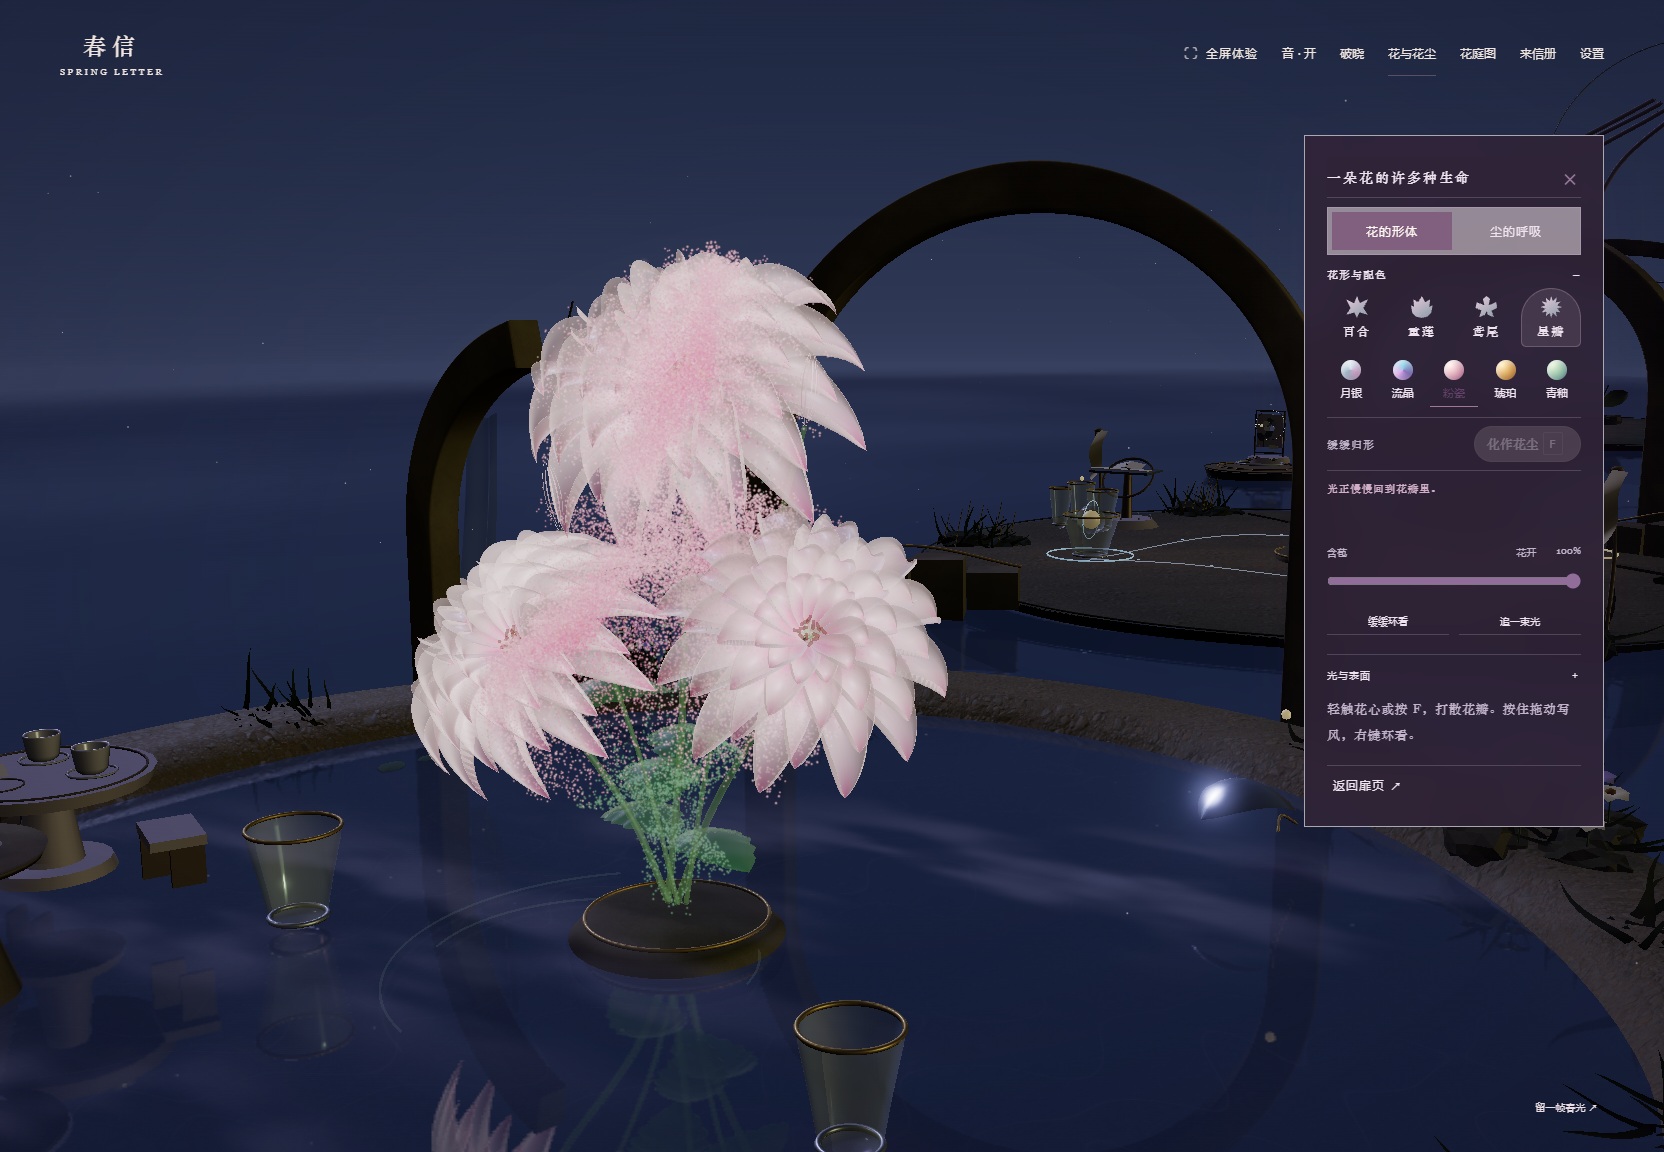 春信
SPRING LETTER
全屏体验 音·开 破晓 花与花尘 花庭图 来信册 设置
一朵花的许多种生命
花的形体 尘的呼吸
花形与配色
百合 重莲 鸢尾 星瓣
月银 流晶 粉瓷 琥珀 青釉
缓缓归形 化作花尘 F
光正慢慢回到花瓣里。
含苞 花开 100%
缓缓环看 追一束光
光与表面
轻触花心或按 F，打散花瓣。按住拖动写
风，右键环看。
返回扉页 ↗
留一帧春光 ↗